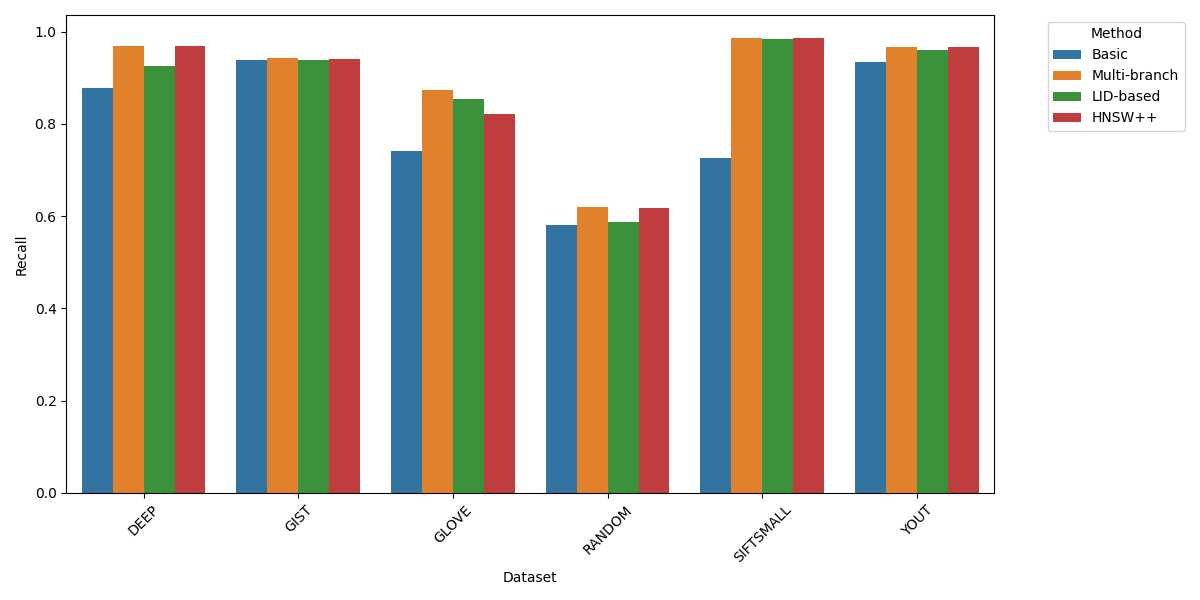 1.0
0.8
0.6
0.4
0.2
0.0
Recall
DEEP
GIST
GLOVE
RANDOM
SIFTSMALL
YOUT
Dataset
Method
Basic
Multi-branch
LID-based
HNSW++